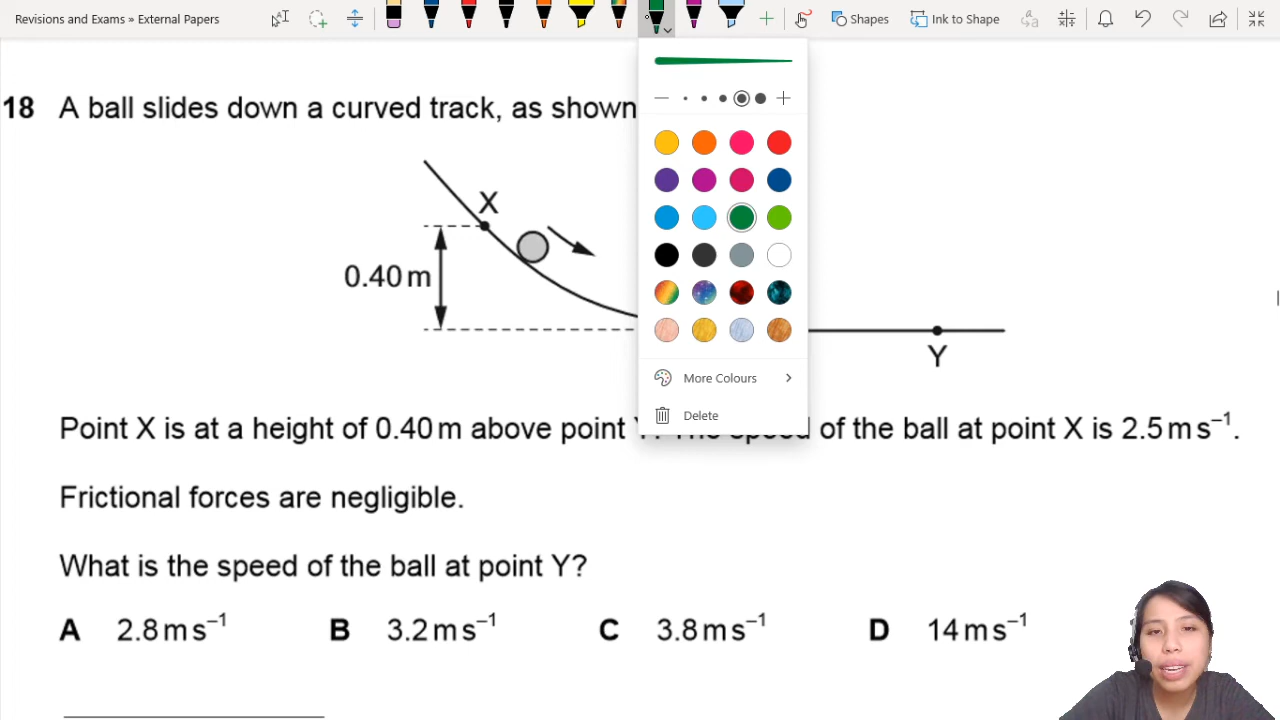 Revisions and Exams » External Papers
Shapes
Ink to Shape
18 A ball slides down a curved track, as shown
X
0.40 m
Y
More Colours
Delete
Point X is at a height of 0.40 m above point Y. The speed of the ball at point X is 2.5 m s⁻¹.
Frictional forces are negligible.
What is the speed of the ball at point Y?
A 2.8 m s⁻¹ B 3.2 m s⁻¹ C 3.8 m s⁻¹ D 14 m s⁻¹